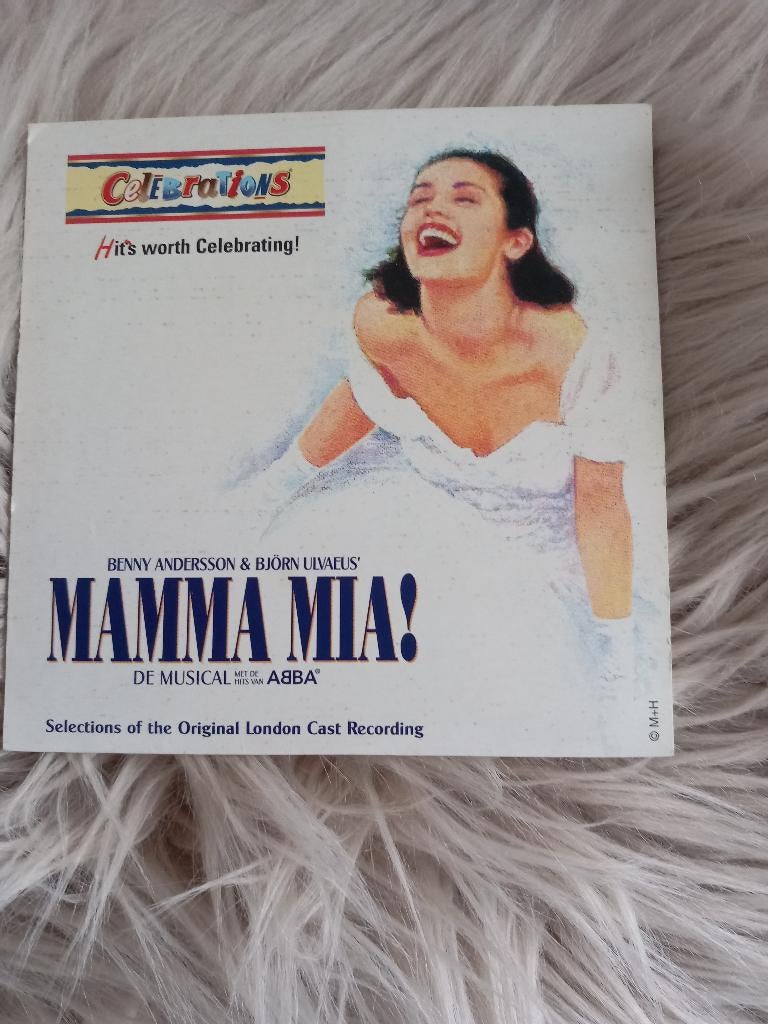 CeLEBRaTIONS
Hit's worth Celebrating!
BENNY ANDERSSON & BJÖRN ULVAEUS'
MAMMA MIA!
DE MUSICAL MET DE HITS VAN ABBA®
Selections of the Original London Cast Recording
© M+H